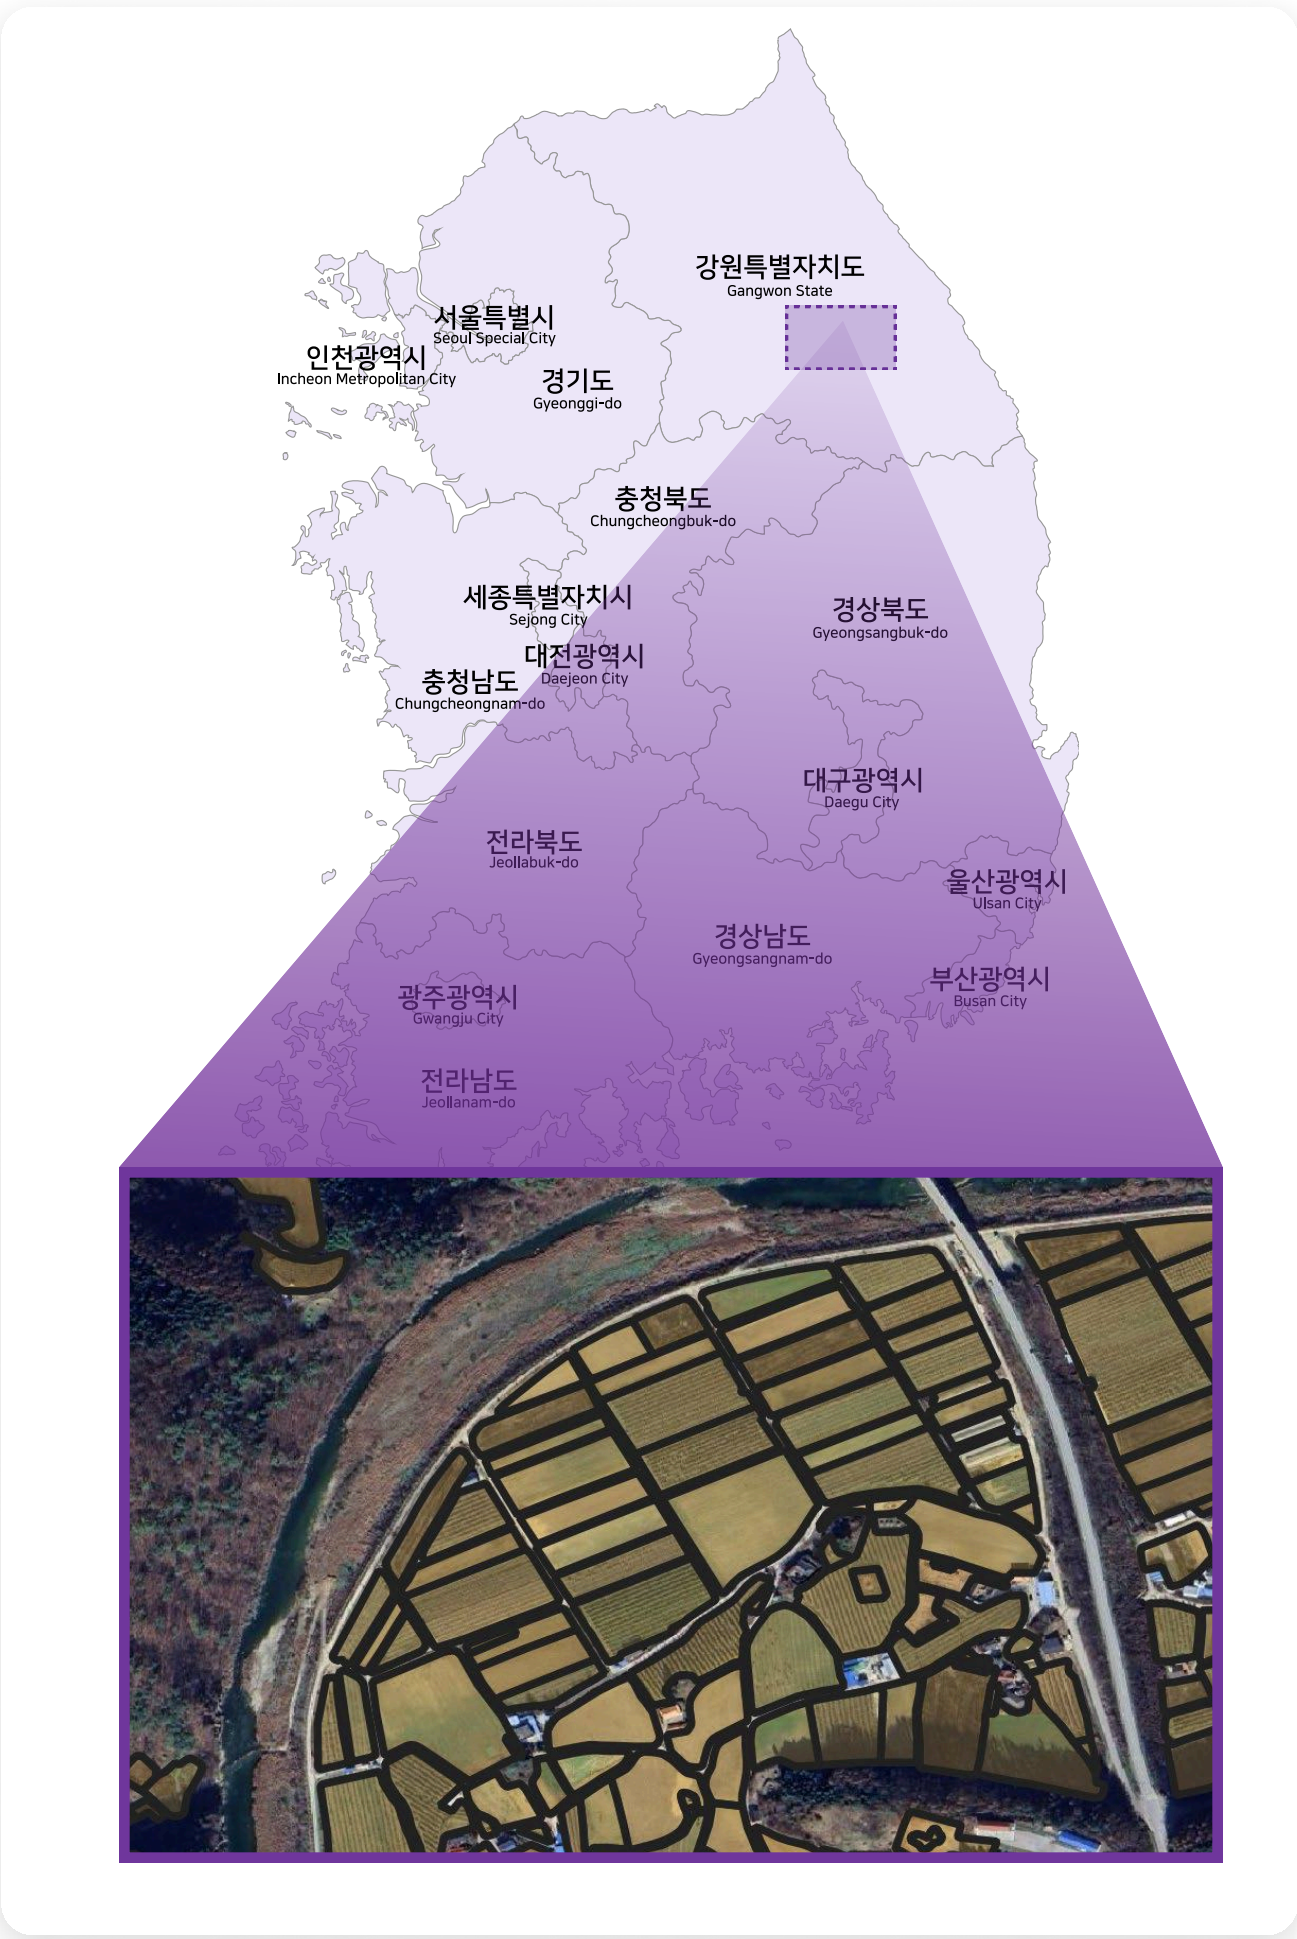 강원특별자치도
Gangwon State
서울특별시
Seoul Special City
인천광역시
Incheon Metropolitan City
경기도
Gyeonggi-do
충청북도
Chungcheongbuk-do
세종특별자치시
Sejong City
경상북도
Gyeongsangbuk-do
대전광역시
Daejeon City
충청남도
Chungcheongnam-do
대구광역시
Daegu City
전라북도
Jeollabuk-do
울산광역시
Ulsan City
경상남도
Gyeongsangnam-do
부산광역시
Busan City
광주광역시
Gwangju City
전라남도
Jeollanam-do